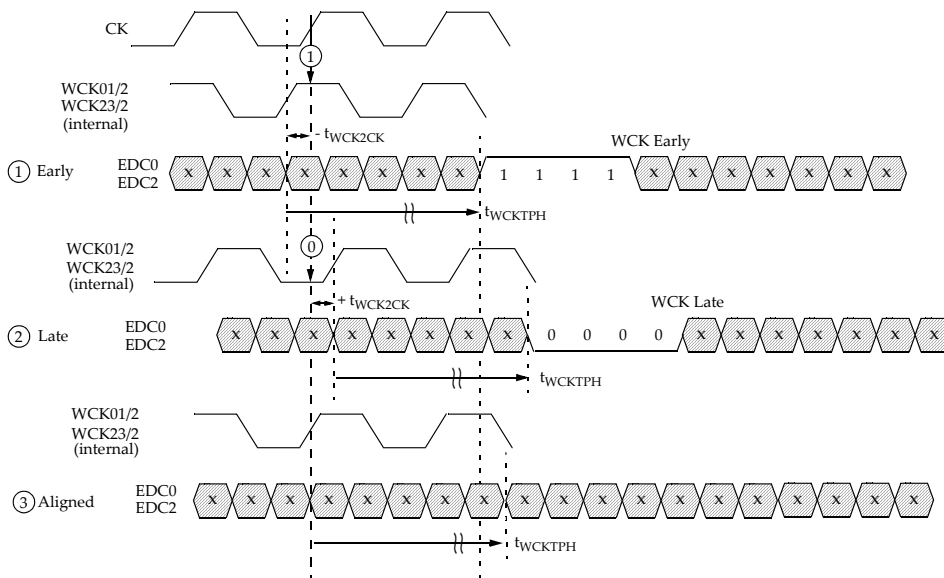 CK
1
WCK01/2
WCK23/2
(internal)
- tWCK2CK
WCK Early
1 Early
EDC0
EDC2
X X X X X X X X 1 1 1 1 X X X X X X X
tWCKTPH
0
WCK01/2
WCK23/2
(internal)
+ tWCK2CK
WCK Late
2 Late
EDC0
EDC2
X X X X X X X X 0 0 0 0 X X X X X X X
tWCKTPH
WCK01/2
WCK23/2
(internal)
3 Aligned
EDC0
EDC2
X X X X X X X X X X X X X X X X X X X
tWCKTPH